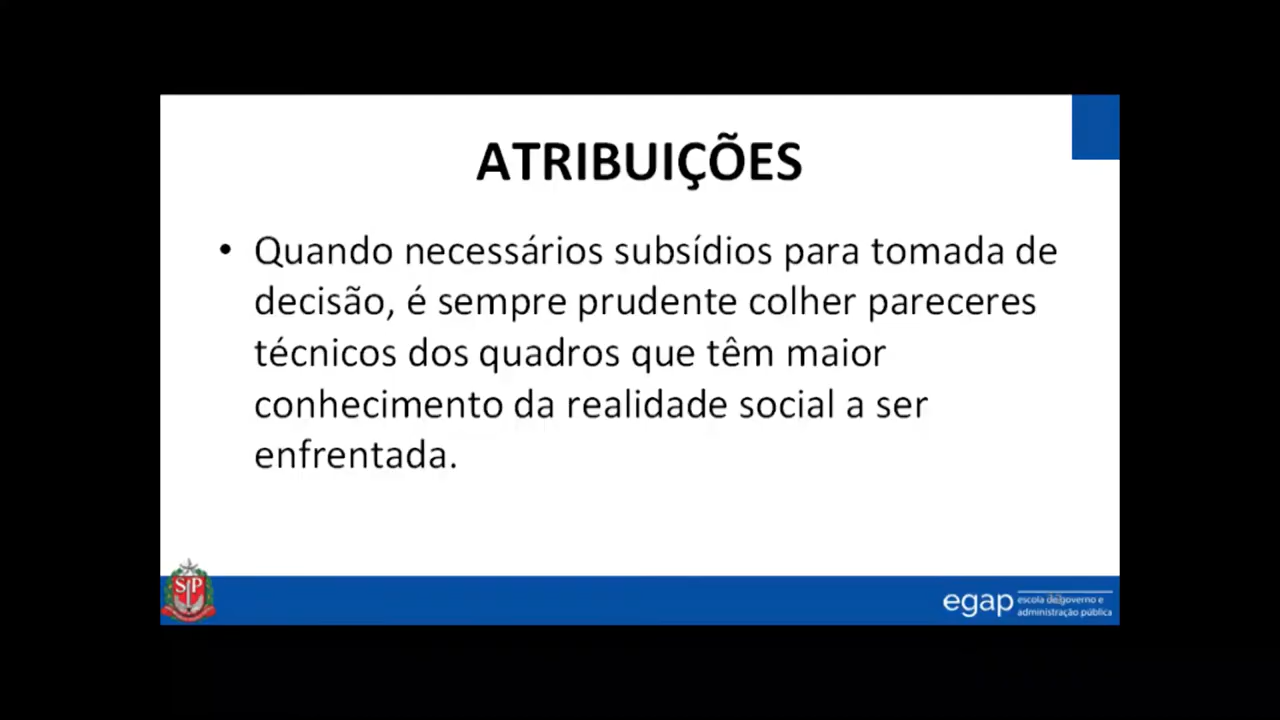 ATRIBUIÇÕES
• Quando necessários subsídios para tomada de
decisão, é sempre prudente colher pareceres
técnicos dos quadros que têm maior
conhecimento da realidade social a ser
enfrentada.
SP
egap
escola de governo e
administração pública